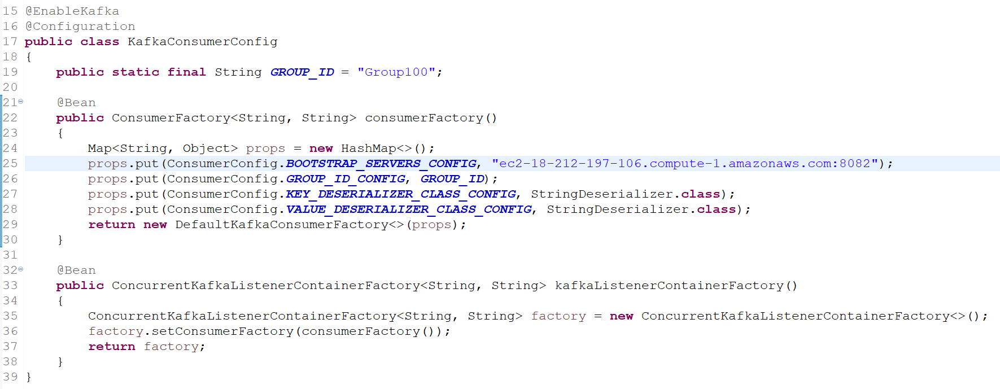 15 @EnableKafka
16 @Configuration
17 public class KafkaConsumerConfig
18 {
19     public static final String GROUP_ID = "Group100";
20
21     @Bean
22     public ConsumerFactory<String, String> consumerFactory()
23     {
24         Map<String, Object> props = new HashMap<>();
25         props.put(ConsumerConfig.BOOTSTRAP_SERVERS_CONFIG, "ec2-18-212-197-106.compute-1.amazonaws.com:8082");
26         props.put(ConsumerConfig.GROUP_ID_CONFIG, GROUP_ID);
27         props.put(ConsumerConfig.KEY_DESERIALIZER_CLASS_CONFIG, StringDeserializer.class);
28         props.put(ConsumerConfig.VALUE_DESERIALIZER_CLASS_CONFIG, StringDeserializer.class);
29         return new DefaultKafkaConsumerFactory<>(props);
30     }
31
32     @Bean
33     public ConcurrentKafkaListenerContainerFactory<String, String> kafkaListenerContainerFactory()
34     {
35         ConcurrentKafkaListenerContainerFactory<String, String> factory = new ConcurrentKafkaListenerContainerFactory<>();
36         factory.setConsumerFactory(consumerFactory());
37         return factory;
38     }
39 }